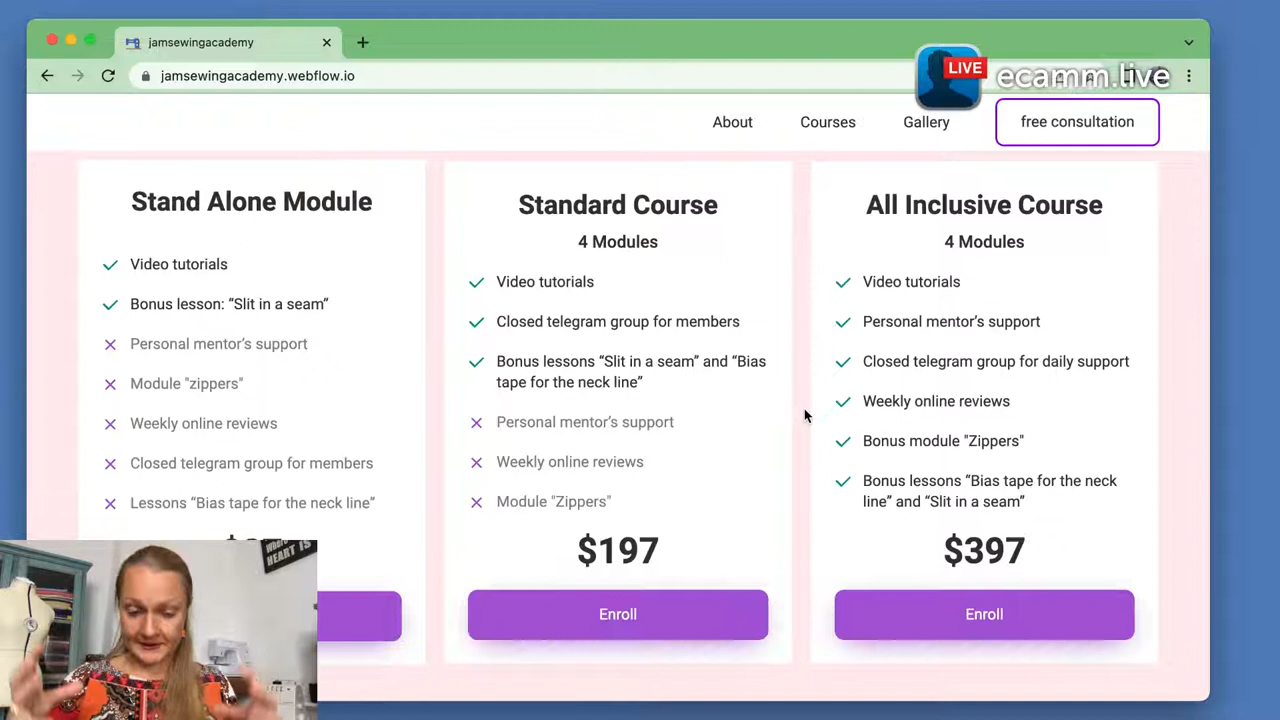 jamsewingacademy
jamsewingacademy.webflow.io
LIVE
ecamm.live
About
Courses
Gallery
free consultation
Stand Alone Module
Video tutorials
Bonus lesson: “Slit in a seam”
Personal mentor’s support
Module "zippers"
Weekly online reviews
Closed telegram group for members
Lessons “Bias tape for the neck line”
Standard Course
4 Modules
Video tutorials
Closed telegram group for members
Bonus lessons “Slit in a seam” and “Bias
tape for the neck line”
Personal mentor’s support
Weekly online reviews
Module "Zippers"
$197
Enroll
All Inclusive Course
4 Modules
Video tutorials
Personal mentor’s support
Closed telegram group for daily support
Weekly online reviews
Bonus module "Zippers"
Bonus lessons “Bias tape for the neck
line” and “Slit in a seam”
$397
Enroll
HEART IS